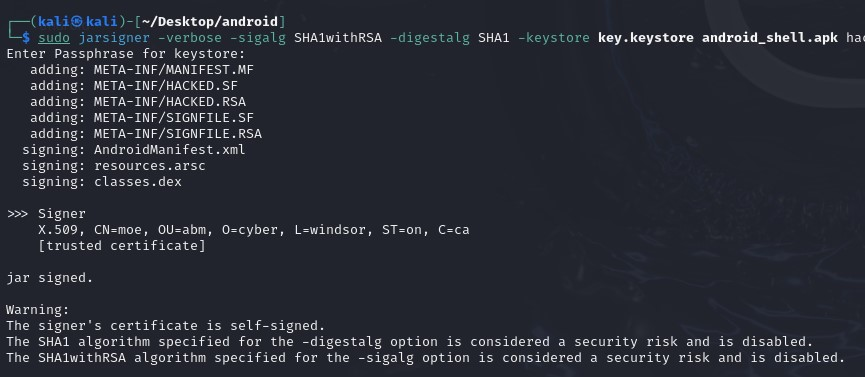 ┌──(kali㉿kali)-[~/Desktop/android]
└─$ sudo jarsigner -verbose -sigalg SHA1withRSA -digestalg SHA1 -keystore key.keystore android_shell.apk hac
Enter Passphrase for keystore:
   adding: META-INF/MANIFEST.MF
   adding: META-INF/HACKED.SF
   adding: META-INF/HACKED.RSA
   adding: META-INF/SIGNFILE.SF
   adding: META-INF/SIGNFILE.RSA
  signing: AndroidManifest.xml
  signing: resources.arsc
  signing: classes.dex
>>> Signer
    X.509, CN=moe, OU=abm, O=cyber, L=windsor, ST=on, C=ca
    [trusted certificate]
jar signed.
Warning:
The signer's certificate is self-signed.
The SHA1 algorithm specified for the -digestalg option is considered a security risk and is disabled.
The SHA1withRSA algorithm specified for the -sigalg option is considered a security risk and is disabled.